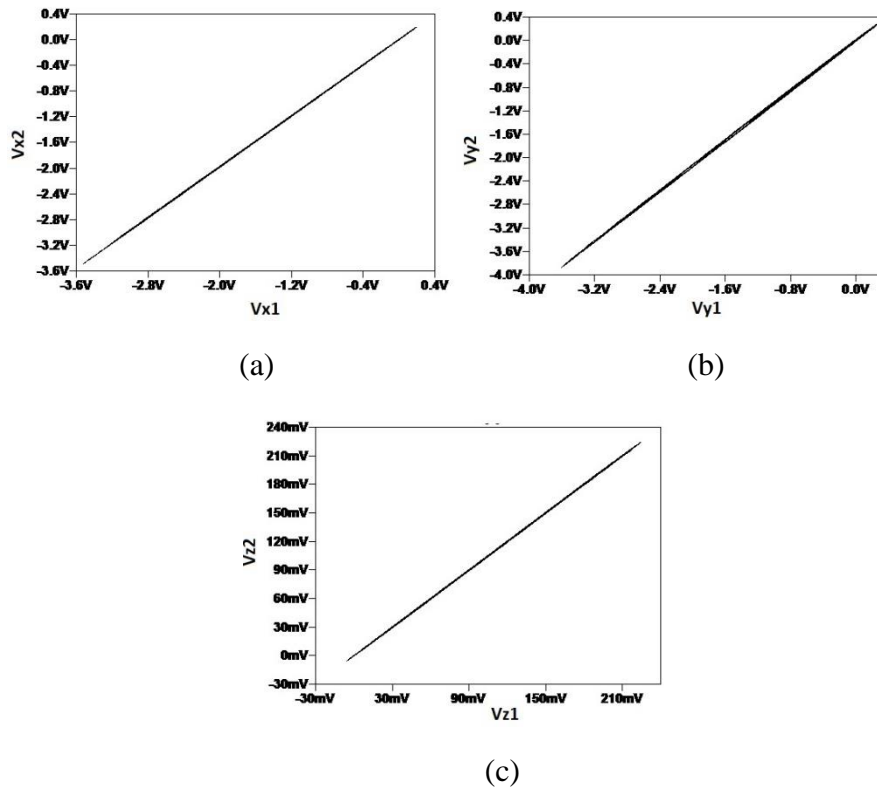 0.4V
0.0V
-0.4V
-0.8V
-1.2V
-1.6V
-2.0V
-2.4V
-2.8V
-3.2V
-3.6V
Vx2
-3.6V -2.8V -2.0V -1.2V -0.4V 0.4V
Vx1
(a)
0.4V
0.0V
-0.4V
-0.8V
-1.2V
-1.6V
-2.0V
-2.4V
-2.8V
-3.2V
-3.6V
-4.0V
Vy2
-4.0V -3.2V -2.4V -1.6V -0.8V 0.0V
Vy1
(b)
240mV
210mV
180mV
150mV
120mV
90mV
60mV
30mV
0mV
-30mV
Vz2
-30mV 30mV 90mV 150mV 210mV
Vz1
(c)